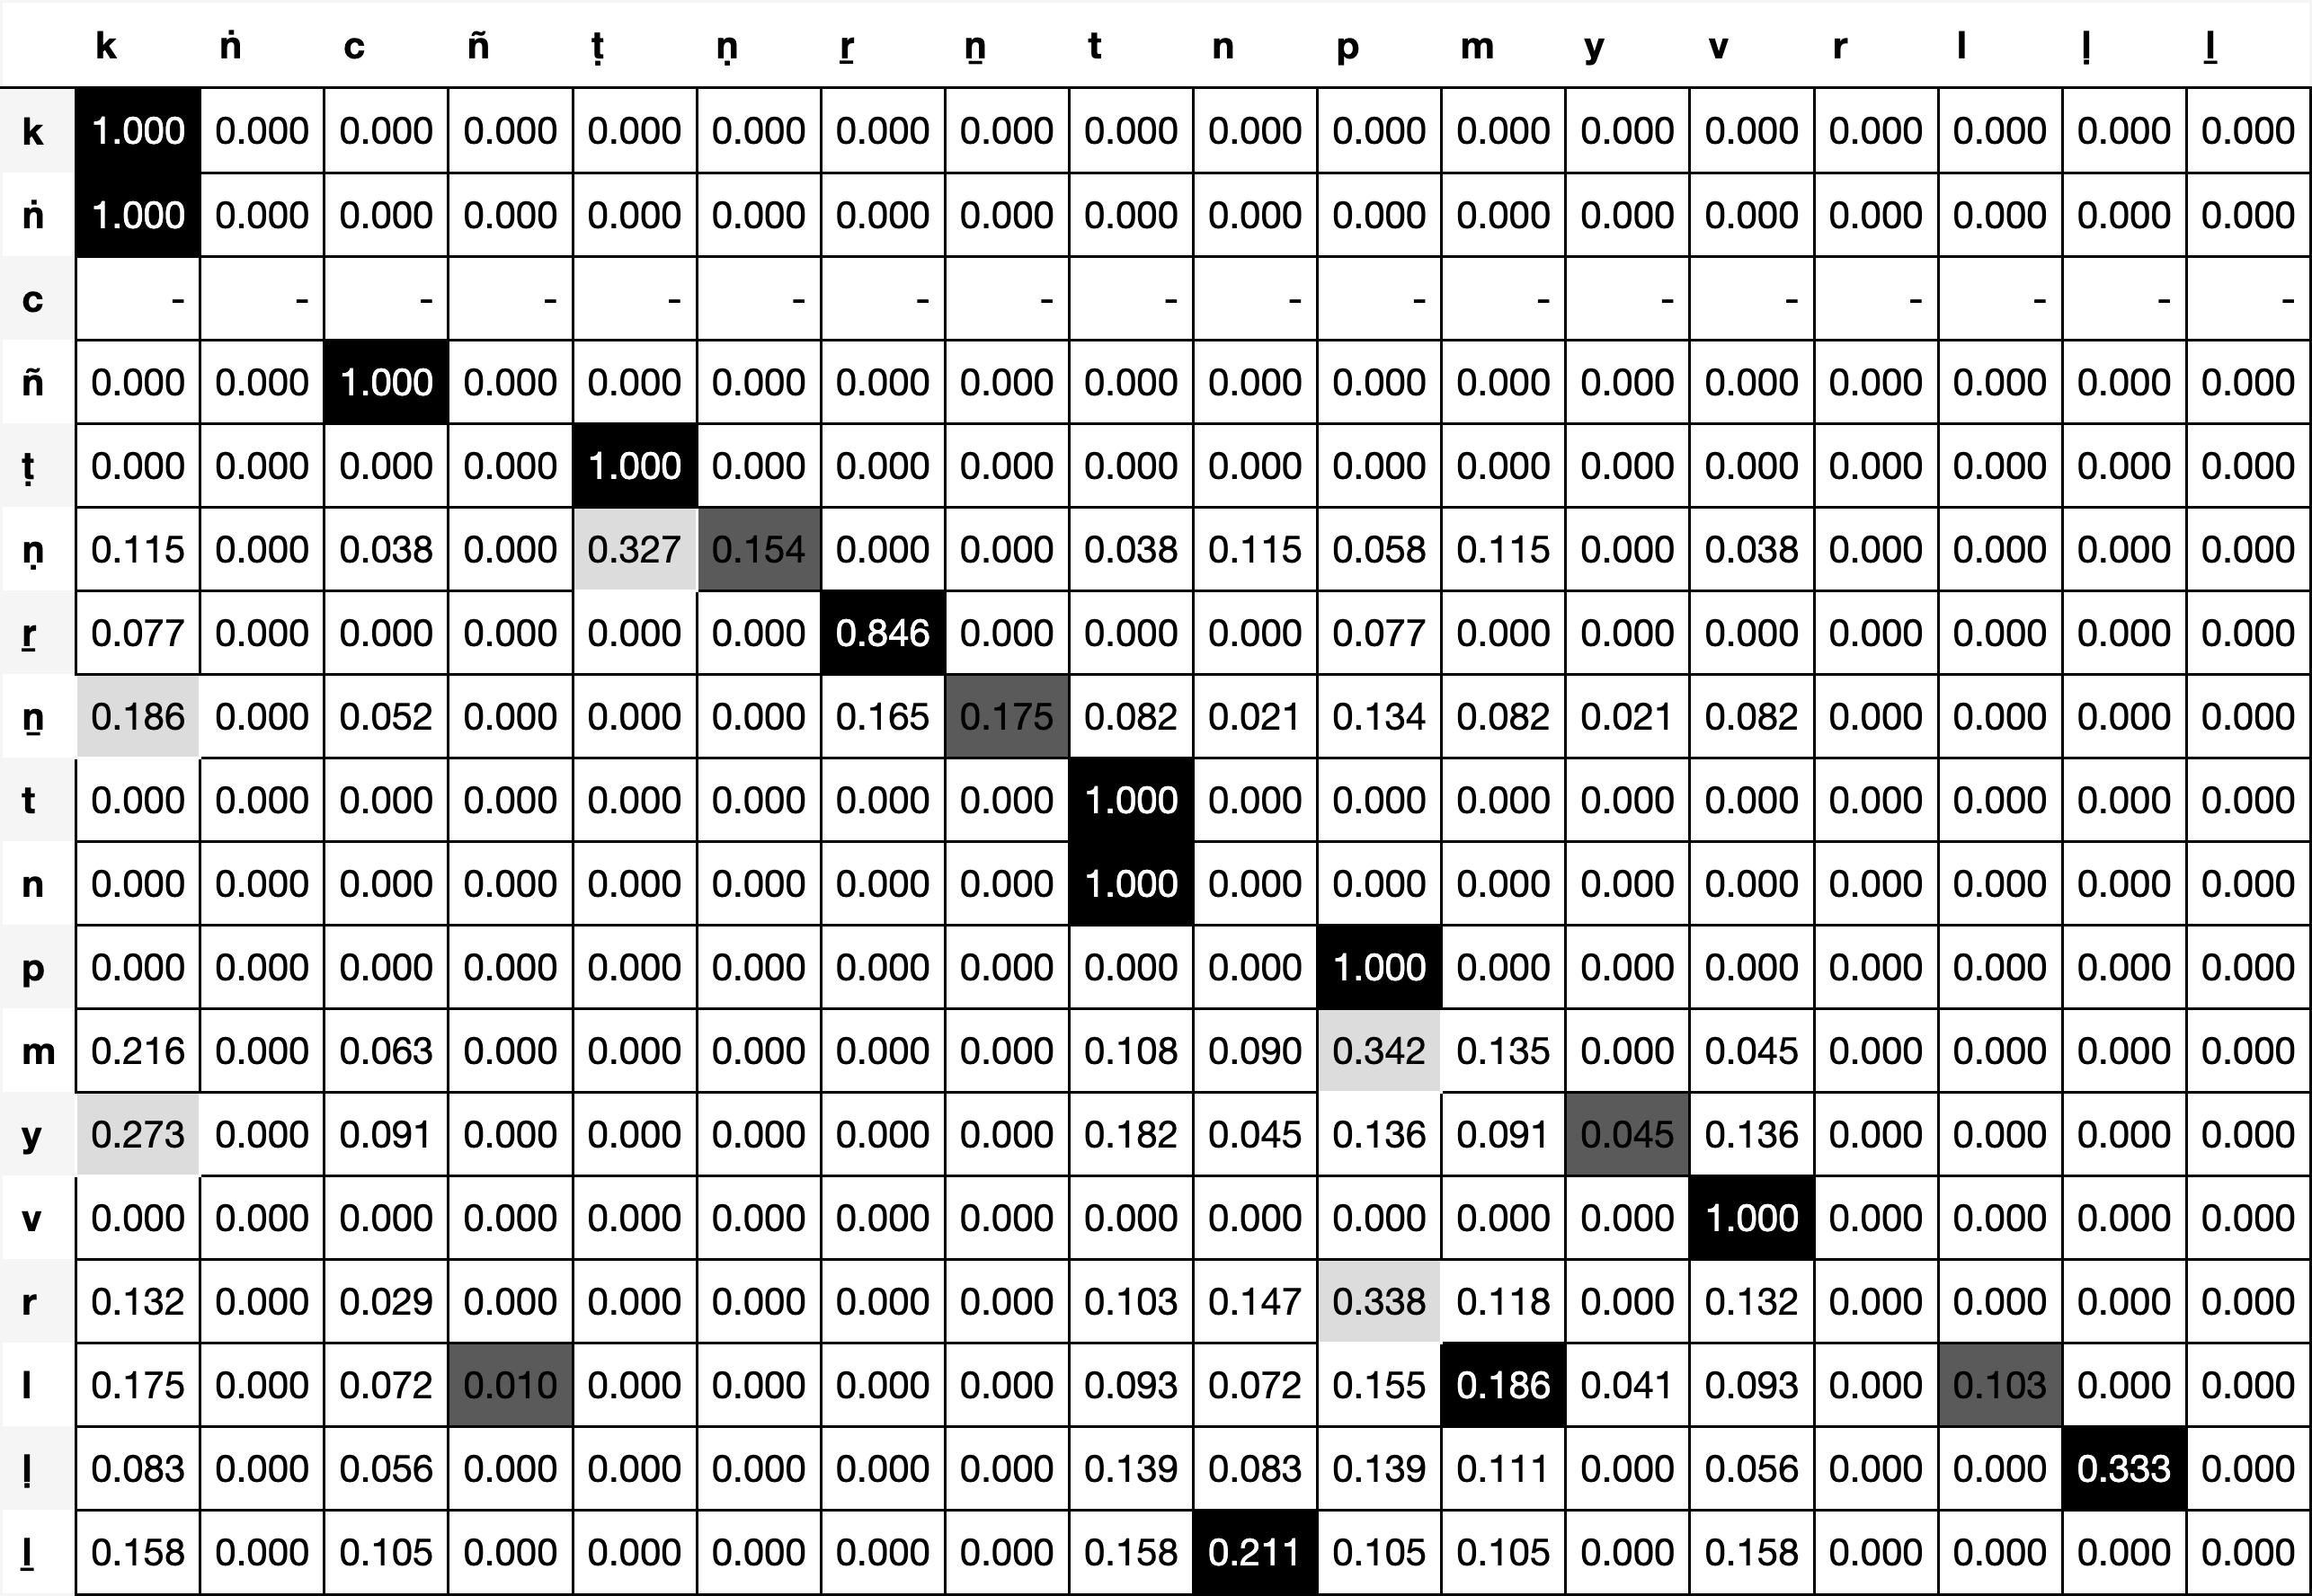 k ṅ c ñ ṭ ṇ ṟ ṉ t n p m y v r l ḷ ḻ
k 1.000 0.000 0.000 0.000 0.000 0.000 0.000 0.000 0.000 0.000 0.000 0.000 0.000 0.000 0.000 0.000 0.000 0.000
ṅ 1.000 0.000 0.000 0.000 0.000 0.000 0.000 0.000 0.000 0.000 0.000 0.000 0.000 0.000 0.000 0.000 0.000 0.000
c - - - - - - - - - - - - - - - - - -
ñ 0.000 0.000 1.000 0.000 0.000 0.000 0.000 0.000 0.000 0.000 0.000 0.000 0.000 0.000 0.000 0.000 0.000 0.000
ṭ 0.000 0.000 0.000 0.000 1.000 0.000 0.000 0.000 0.000 0.000 0.000 0.000 0.000 0.000 0.000 0.000 0.000 0.000
ṇ 0.115 0.000 0.038 0.000 0.327 0.154 0.000 0.000 0.038 0.115 0.058 0.115 0.000 0.038 0.000 0.000 0.000 0.000
ṟ 0.077 0.000 0.000 0.000 0.000 0.000 0.846 0.000 0.000 0.000 0.077 0.000 0.000 0.000 0.000 0.000 0.000 0.000
ṉ 0.186 0.000 0.052 0.000 0.000 0.000 0.165 0.175 0.082 0.021 0.134 0.082 0.021 0.082 0.000 0.000 0.000 0.000
t 0.000 0.000 0.000 0.000 0.000 0.000 0.000 0.000 1.000 0.000 0.000 0.000 0.000 0.000 0.000 0.000 0.000 0.000
n 0.000 0.000 0.000 0.000 0.000 0.000 0.000 0.000 1.000 0.000 0.000 0.000 0.000 0.000 0.000 0.000 0.000 0.000
p 0.000 0.000 0.000 0.000 0.000 0.000 0.000 0.000 0.000 0.000 1.000 0.000 0.000 0.000 0.000 0.000 0.000 0.000
m 0.216 0.000 0.063 0.000 0.000 0.000 0.000 0.000 0.108 0.090 0.342 0.135 0.000 0.045 0.000 0.000 0.000 0.000
y 0.273 0.000 0.091 0.000 0.000 0.000 0.000 0.000 0.182 0.045 0.136 0.091 0.045 0.136 0.000 0.000 0.000 0.000
v 0.000 0.000 0.000 0.000 0.000 0.000 0.000 0.000 0.000 0.000 0.000 0.000 0.000 1.000 0.000 0.000 0.000 0.000
r 0.132 0.000 0.029 0.000 0.000 0.000 0.000 0.000 0.103 0.147 0.338 0.118 0.000 0.132 0.000 0.000 0.000 0.000
l 0.175 0.000 0.072 0.010 0.000 0.000 0.000 0.000 0.093 0.072 0.155 0.186 0.041 0.093 0.000 0.103 0.000 0.000
ḷ 0.083 0.000 0.056 0.000 0.000 0.000 0.000 0.000 0.139 0.083 0.139 0.111 0.000 0.056 0.000 0.000 0.333 0.000
ḻ 0.158 0.000 0.105 0.000 0.000 0.000 0.000 0.000 0.158 0.211 0.105 0.105 0.000 0.158 0.000 0.000 0.000 0.000